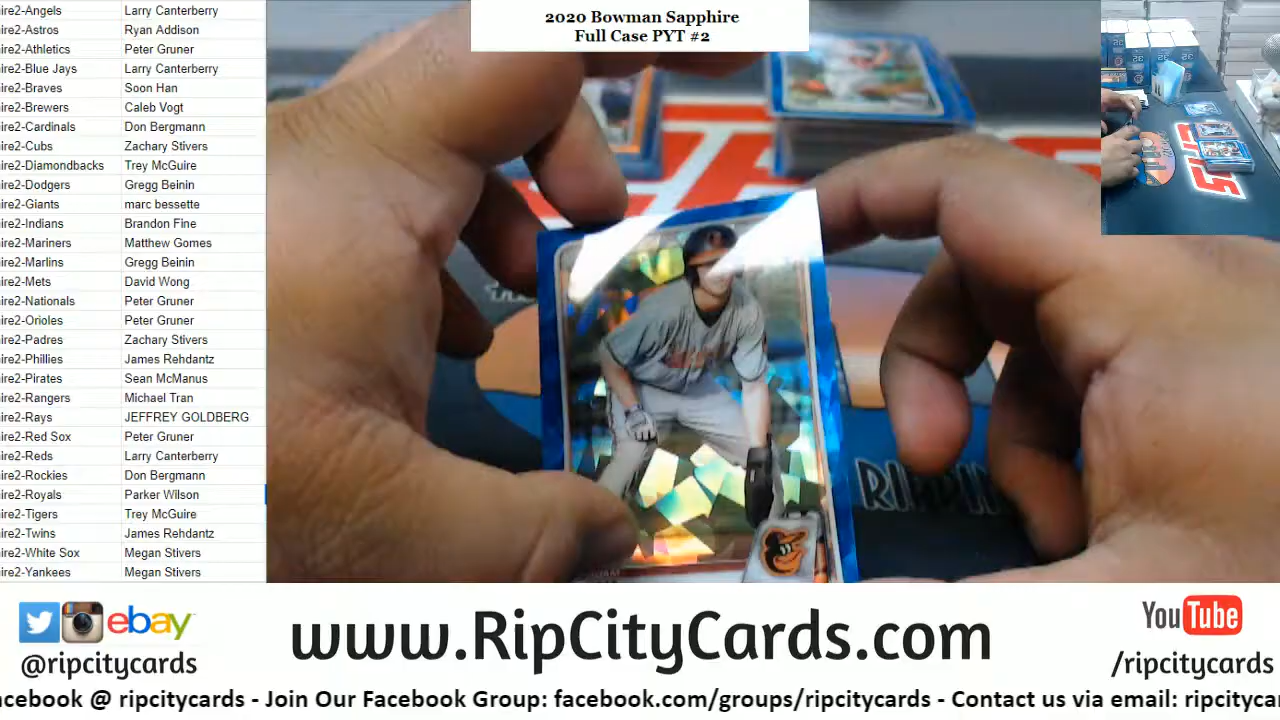 2020 Bowman Sapphire
Full Case PYT #2
ire2-Angels Larry Canterberry
ire2-Astros Ryan Addison
ire2-Athletics Peter Gruner
ire2-Blue Jays Larry Canterberry
ire2-Braves Soon Han
ire2-Brewers Caleb Vogt
ire2-Cardinals Don Bergmann
ire2-Cubs Zachary Stivers
ire2-Diamondbacks Trey McGuire
ire2-Dodgers Gregg Beinin
ire2-Giants marc bessette
ire2-Indians Brandon Fine
ire2-Mariners Matthew Gomes
ire2-Marlins Gregg Beinin
ire2-Mets David Wong
ire2-Nationals Peter Gruner
ire2-Orioles Peter Gruner
ire2-Padres Zachary Stivers
ire2-Phillies James Rehdantz
ire2-Pirates Sean McManus
ire2-Rangers Michael Tran
ire2-Rays JEFFREY GOLDBERG
ire2-Red Sox Peter Gruner
ire2-Reds Larry Canterberry
ire2-Rockies Don Bergmann
ire2-Royals Parker Wilson
ire2-Tigers Trey McGuire
ire2-Twins James Rehdantz
ire2-White Sox Megan Stivers
ire2-Yankees Megan Stivers
ebay
@ripcitycards
www.RipCityCards.com
YouTube
/ripcitycards
acebook @ ripcitycards - Join Our Facebook Group: facebook.com/groups/ripcitycards - Contact us via email: ripcityca